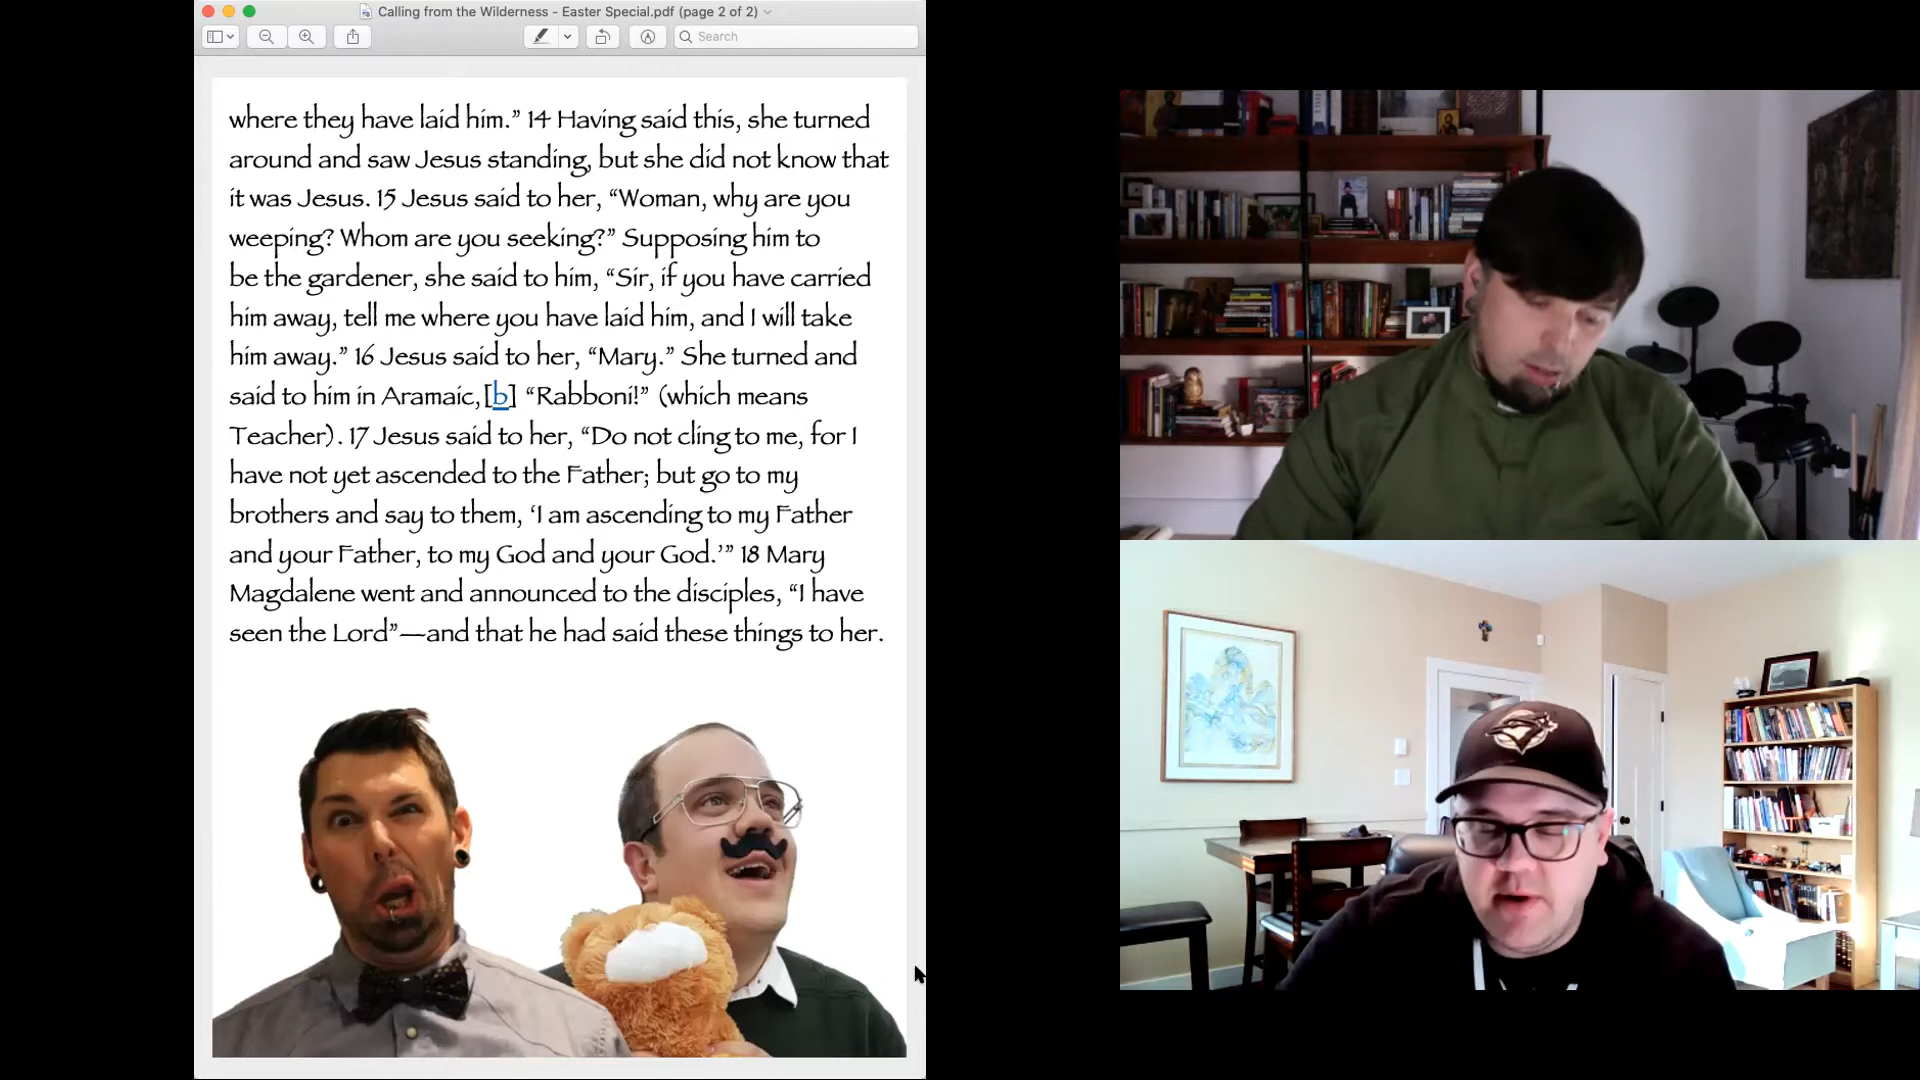 Calling from the Wilderness - Easter Special.pdf (page 2 of 2)
Search
where they have laid him.” 14 Having said this, she turned
around and saw Jesus standing, but she did not know that
it was Jesus. 15 Jesus said to her, “Woman, why are you
weeping? Whom are you seeking?” Supposing him to
be the gardener, she said to him, “Sir, if you have carried
him away, tell me where you have laid him, and I will take
him away.” 16 Jesus said to her, “Mary.” She turned and
said to him in Aramaic,[b] “Rabboni!” (which means
Teacher). 17 Jesus said to her, “Do not cling to me, for I
have not yet ascended to the Father; but go to my
brothers and say to them, ‘I am ascending to my Father
and your Father, to my God and your God.’” 18 Mary
Magdalene went and announced to the disciples, “I have
seen the Lord”—and that he had said these things to her.